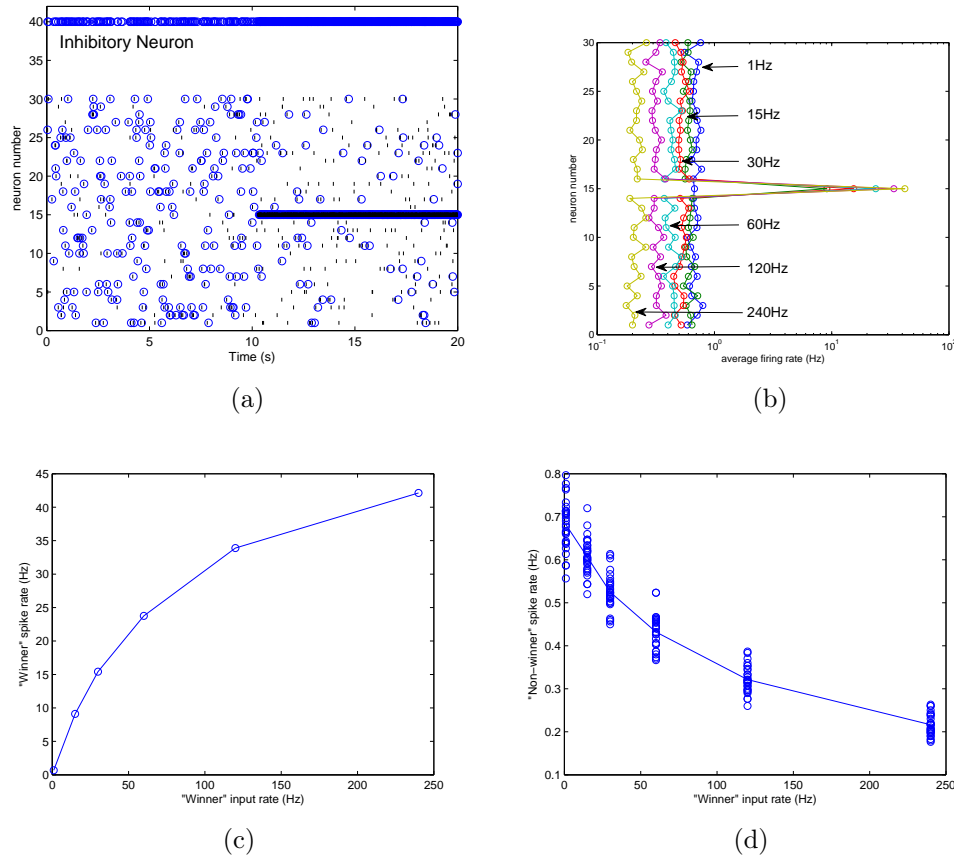 40
35
30
25
20
15
10
5
0
neuron number
Inhibitory Neuron
0
5
10
15
20
Time (s)
(a)
30
25
20
15
10
5
0
neuron number
1Hz
15Hz
30Hz
60Hz
120Hz
240Hz
10⁻¹
10⁰
10¹
10²
average firing rate (Hz)
(b)
45
40
35
30
25
20
15
10
5
0
"Winner" spike rate (Hz)
0
50
100
150
200
250
"Winner" input rate (Hz)
(c)
0.8
0.7
0.6
0.5
0.4
0.3
0.2
0.1
"Non−winner" spike rate (Hz)
0
50
100
150
200
250
"Winner" input rate (Hz)
(d)